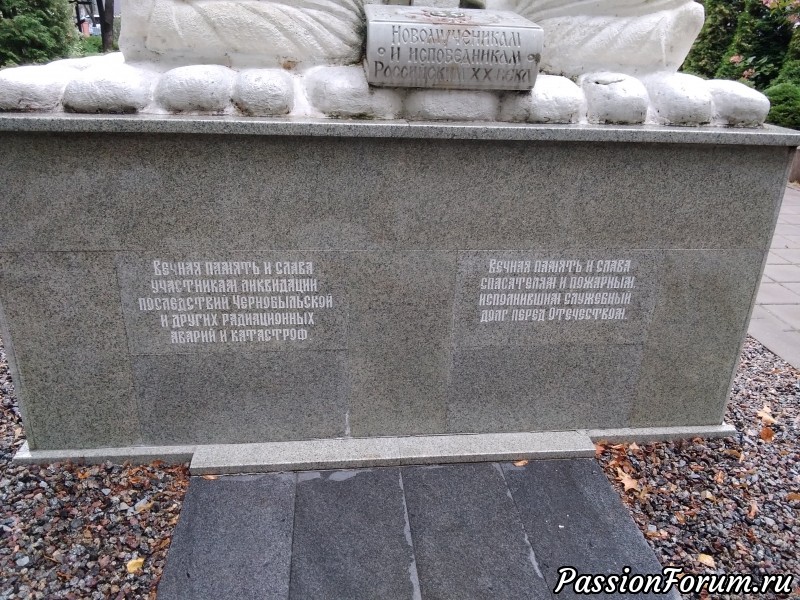 Новомученикам
и исповедникам
Российским XX века
Вечная память и слава
участникам ликвидации
последствий Чернобыльской
и других радиационных
аварий и катастроф.
Вечная память и слава
спасателям и пожарным
исполнившим служебный
долг перед Отечеством.
PassionForum.ru